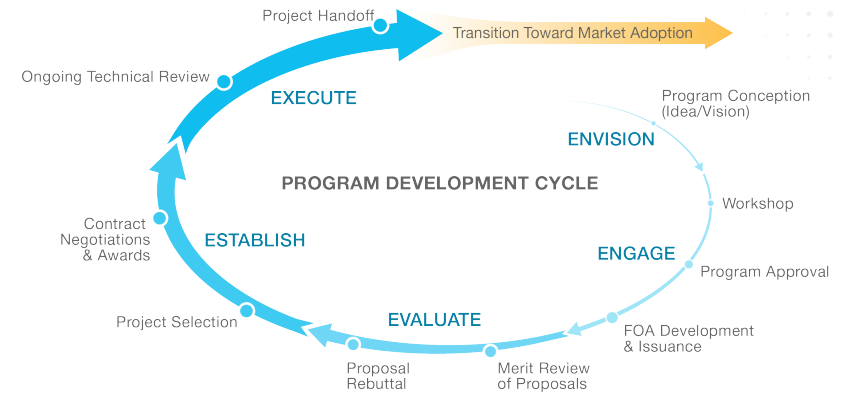 Project Handoff
Transition Toward Market Adoption
Ongoing Technical Review
EXECUTE
Program Conception
(Idea/Vision)
ENVISION
PROGRAM DEVELOPMENT CYCLE
Workshop
Contract
Negotiations
& Awards
ESTABLISH
ENGAGE
Program Approval
Project Selection
EVALUATE
FOA Development
& Issuance
Proposal
Rebuttal
Merit Review
of Proposals